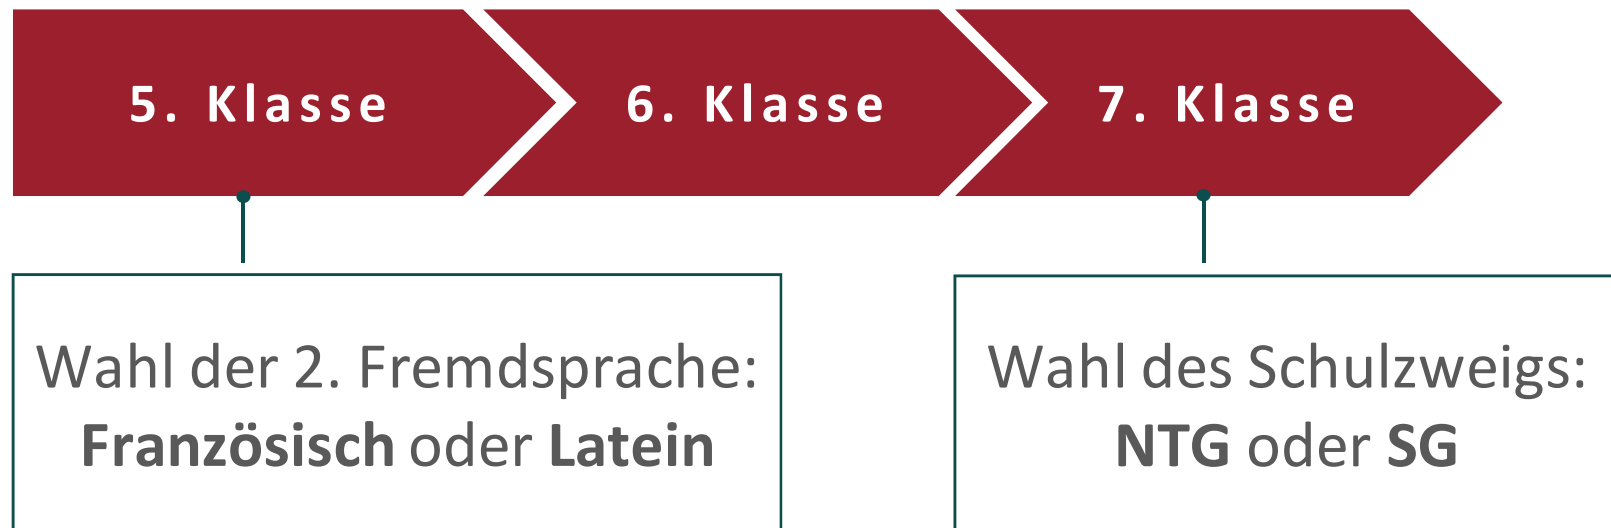 5. Klasse
6. Klasse
7. Klasse
Wahl der 2. Fremdsprache:
Französisch oder Latein
Wahl des Schulzweigs:
NTG oder SG